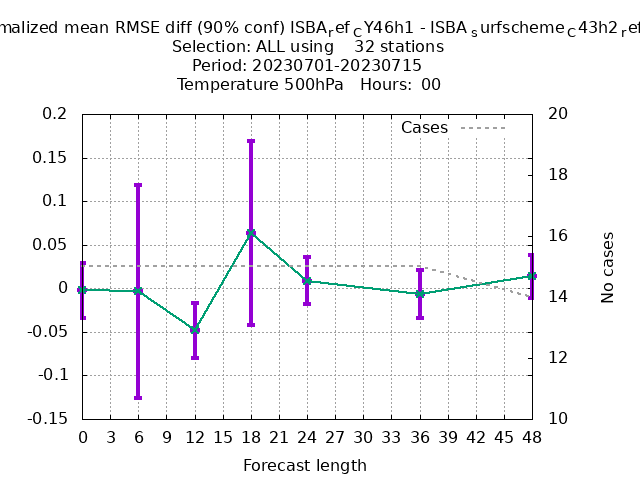 malized mean RMSE diff (90% conf) ISBA_ref_CY46h1 - ISBA_surfscheme_C43h2_ref
Selection: ALL using 32 stations
Period: 20230701-20230715
Temperature 500hPa Hours: 00
Cases
0.2
0.15
0.1
0.05
0
-0.05
-0.1
-0.15
20
18
16
14
12
10
No cases
0 3 6 9 12 15 18 21 24 27 30 33 36 39 42 45 48
Forecast length